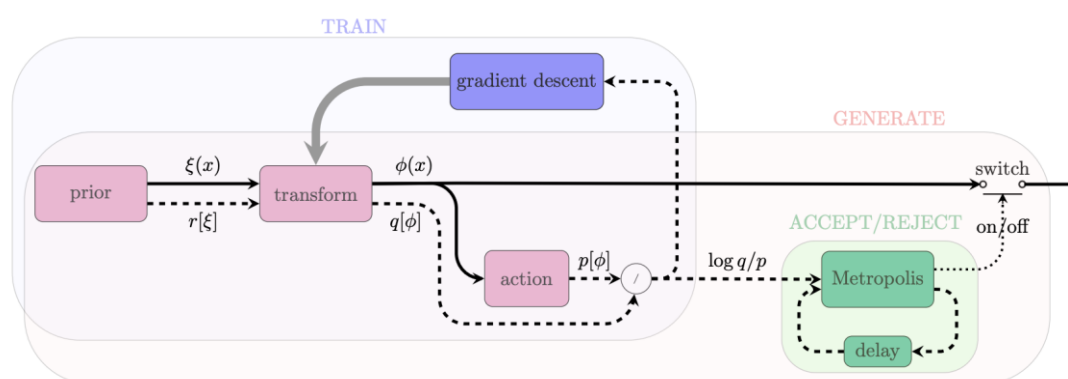 TRAIN
gradient descent
GENERATE
ξ(x)
ϕ(x)
switch
prior
transform
r[ξ]
q[ϕ]
ACCEPT/REJECT
on/off
p[ϕ]
log q/p
action
/
Metropolis
delay